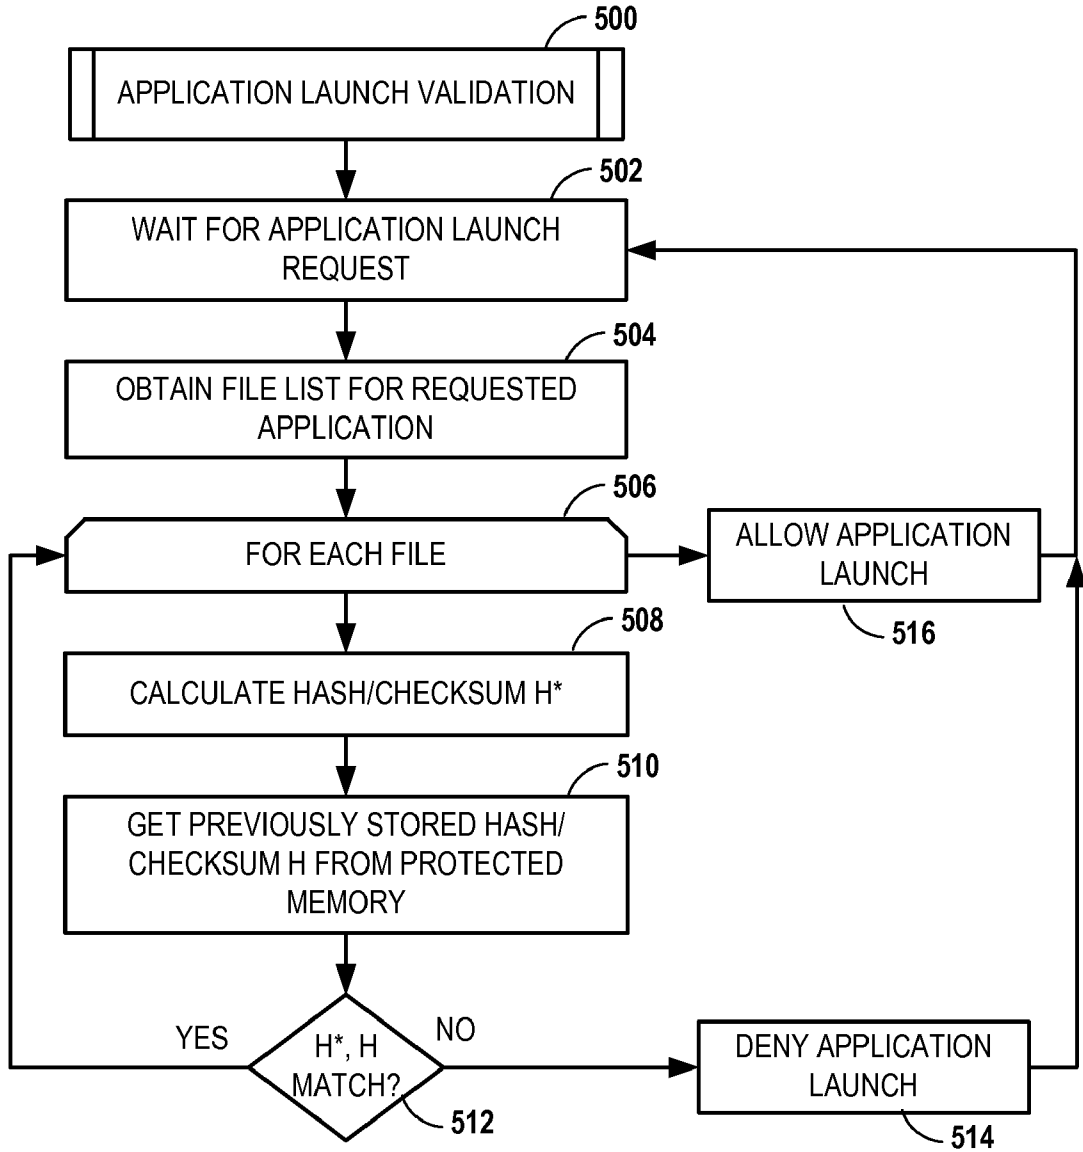 500
APPLICATION LAUNCH VALIDATION
502
WAIT FOR APPLICATION LAUNCH
REQUEST
504
OBTAIN FILE LIST FOR REQUESTED
APPLICATION
506
FOR EACH FILE
ALLOW APPLICATION
LAUNCH
516
508
CALCULATE HASH/CHECKSUM H*
510
GET PREVIOUSLY STORED HASH/
CHECKSUM H FROM PROTECTED
MEMORY
YES
NO
H*, H
MATCH?
512
DENY APPLICATION
LAUNCH
514